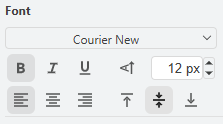 Font
Courier New
B I U A 12 px